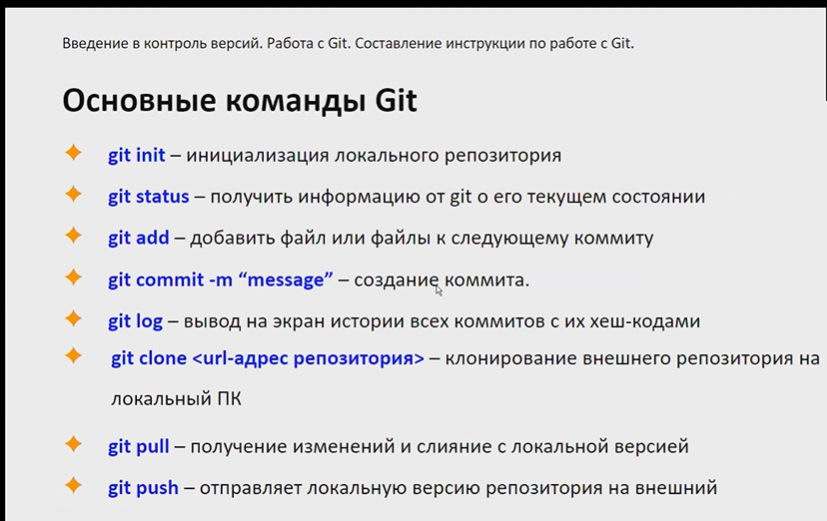 Введение в контроль версий. Работа с Git. Составление инструкции по работе с Git.
Основные команды Git
git init – инициализация локального репозитория
git status – получить информацию от git о его текущем состоянии
git add – добавить файл или файлы к следующему коммиту
git commit -m “message” – создание коммита.
git log – вывод на экран истории всех коммитов с их хеш-кодами
git clone <url-адрес репозитория> – клонирование внешнего репозитория на
локальный ПК
git pull – получение изменений и слияние с локальной версией
git push – отправляет локальную версию репозитория на внешний